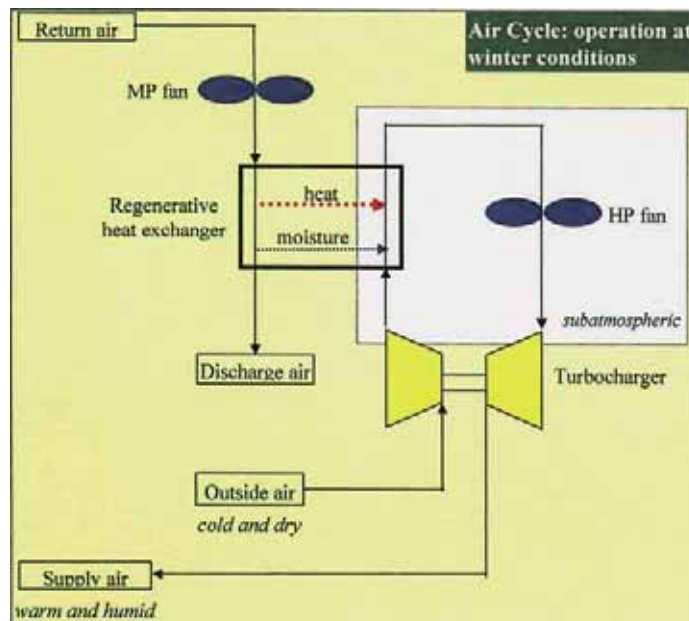 Return air
Air Cycle: operation at
winter conditions
MP fan
Regenerative
heat exchanger
heat
moisture
HP fan
subatmospheric
Discharge air
Turbocharger
Outside air
cold and dry
Supply air
warm and humid